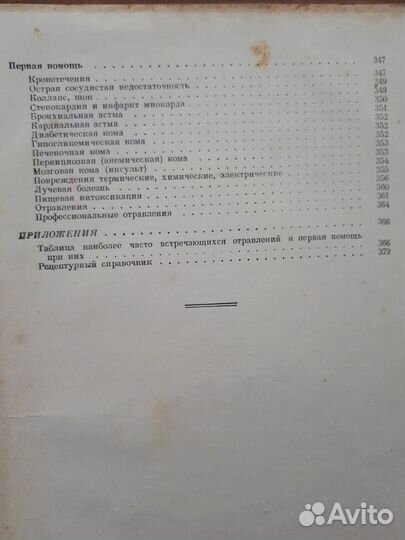 Первая помощь . . . . . . . . . . 347
Кровотечения . . . . . . . . . . 347
Острая сосудистая недостаточность . . . . . . . . . . 349
Коллапс, шок . . . . . . . . . . 349
Стенокардия и инфаркт миокарда . . . . . . . . . . 350
Бронхиальная астма . . . . . . . . . . 351
Кардиальная астма . . . . . . . . . . 352
Диабетическая кома . . . . . . . . . . 352
Гипогликемическая кома . . . . . . . . . . 352
Печеночная кома . . . . . . . . . . 353
Пернициозная (анемическая) кома . . . . . . . . . . 353
Мозговая кома (инсульт) . . . . . . . . . . 354
Повреждения термические, химические, электрические . . . . . 355
Лучевая болезнь . . . . . . . . . . 356
Пищевая интоксикация . . . . . . . . . . 360
Отравления . . . . . . . . . . 361
Профессиональные отравления . . . . . . . . . . 364
ПРИЛОЖЕНИЯ . . . . . . . . . . 366
Таблица наиболее часто встречающихся отравлений и первая помощь
при них . . . . . . . . . . 366
Рецептурный справочник . . . . . . . . . . 379
Avito